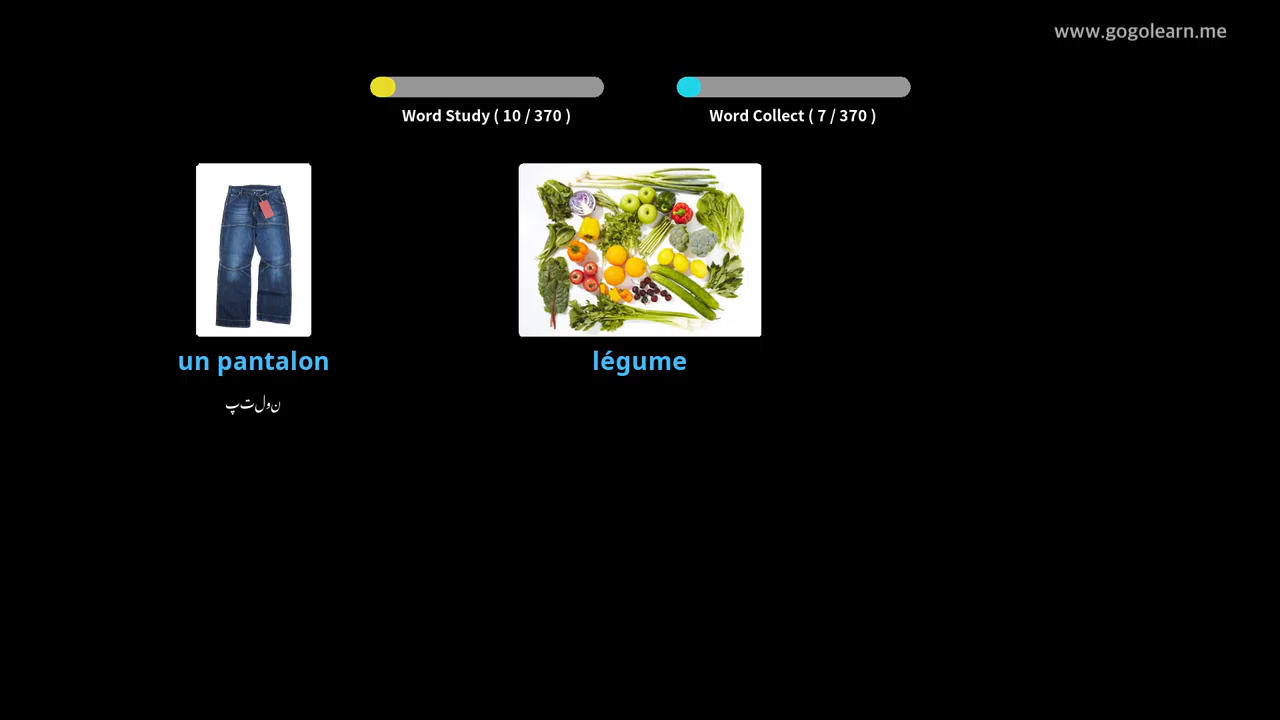 www.gogolearn.me
Word Study ( 10 / 370 )
Word Collect ( 7 / 370 )
un pantalon
پتلون
légume